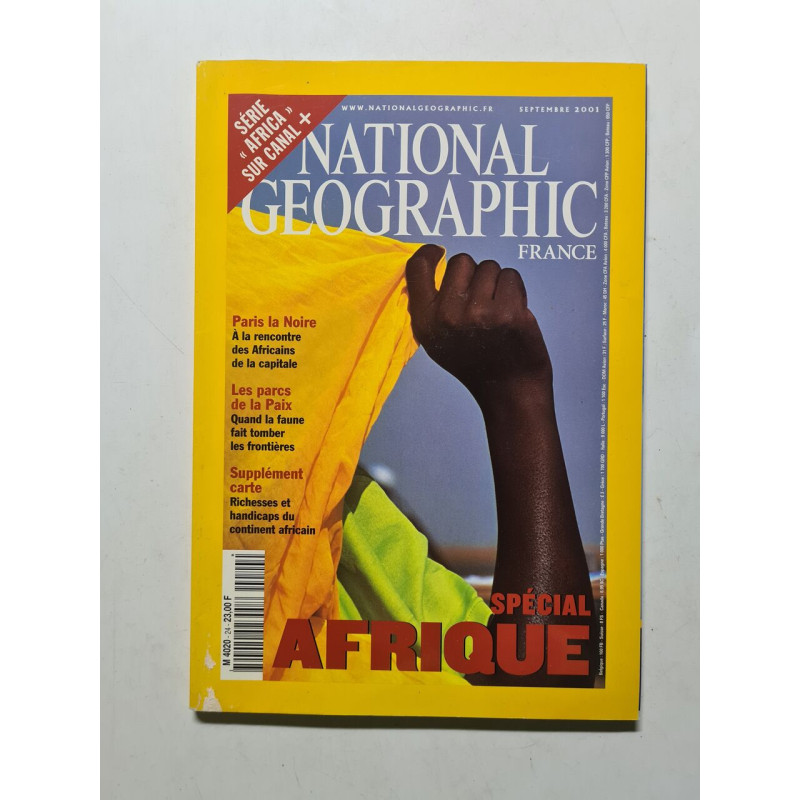 SÉRIE
« AFRICA »
SUR CANAL +
WWW.NATIONALGEOGRAPHIC.FR
SEPTEMBRE 2001
NATIONAL
GEOGRAPHIC
FRANCE
Paris la Noire
À la rencontre
des Africains
de la capitale
Les parcs
de la Paix
Quand la faune
fait tomber
les frontières
Supplément
carte
Richesses et
handicaps du
continent africain
M 4020 - 24 - 23,00 F
SPÉCIAL
AFRIQUE